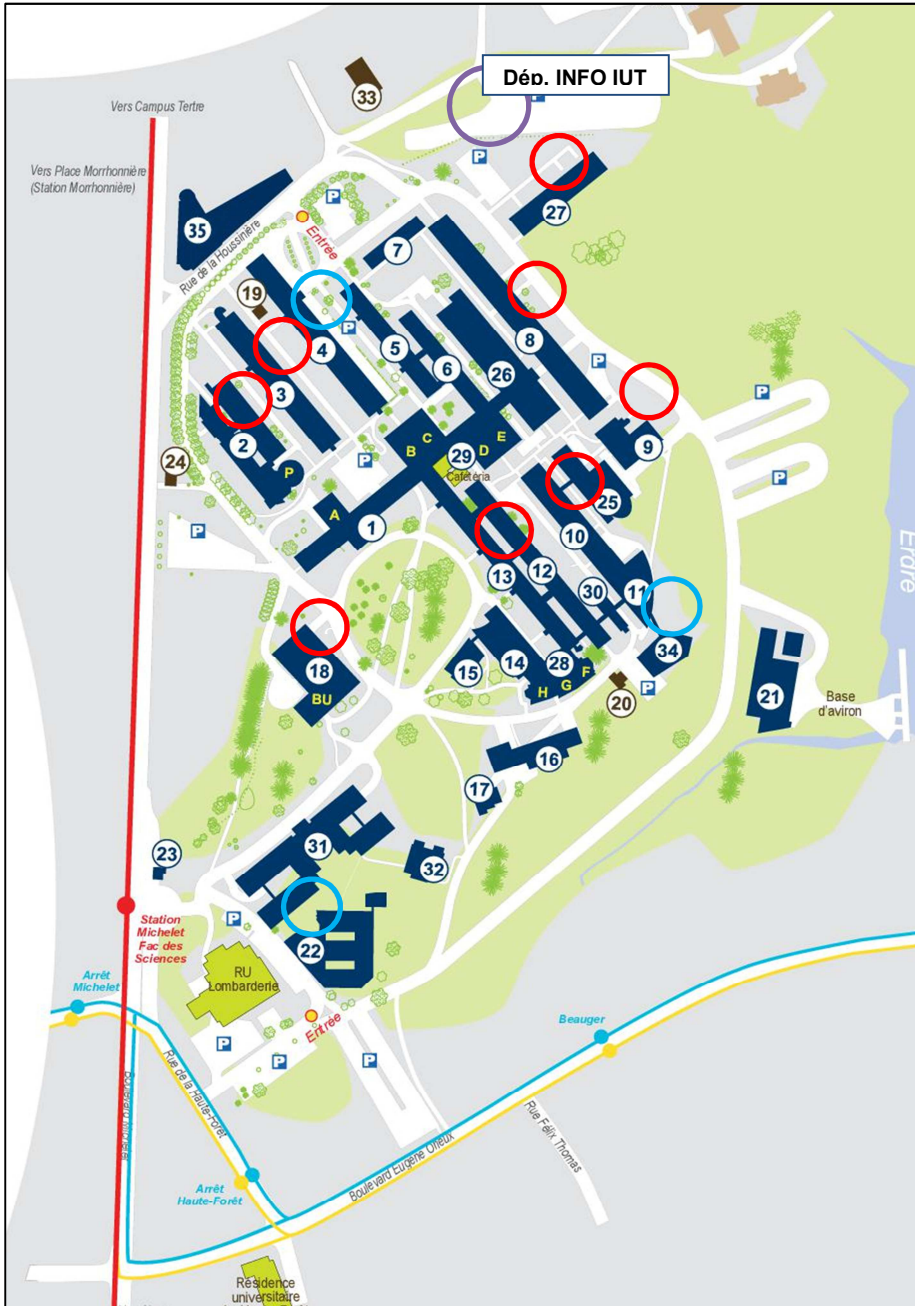 Dép. INFO IUT
P
33
Vers Campus Tertre
Vers Place Morrhonnière
(Station Morrhonnière)
P
27
P
35
Rue de la Houssinière
Entrée
7
19
4
P
5
6
8
26
3
P
P
2
P
C
B
E
D
29
Cafétéria
9
P
24
P
A
1
25
10
P
Erdre
13
12
30
11
18
BU
15
14
28
F
G
H
34
20
P
21
Base
d'aviron
16
17
31
32
23
Station
Michelet
Fac des
Sciences
P
22
RU
Lombarderie
Arrêt
Michelet
Entrée
Beauger
P
P
P
Rue de la Haute-Forêt
Rue Félix Thomas
Boulevard Eugène Orieux
Arrêt
Haute-Forêt
Résidence
universitaire